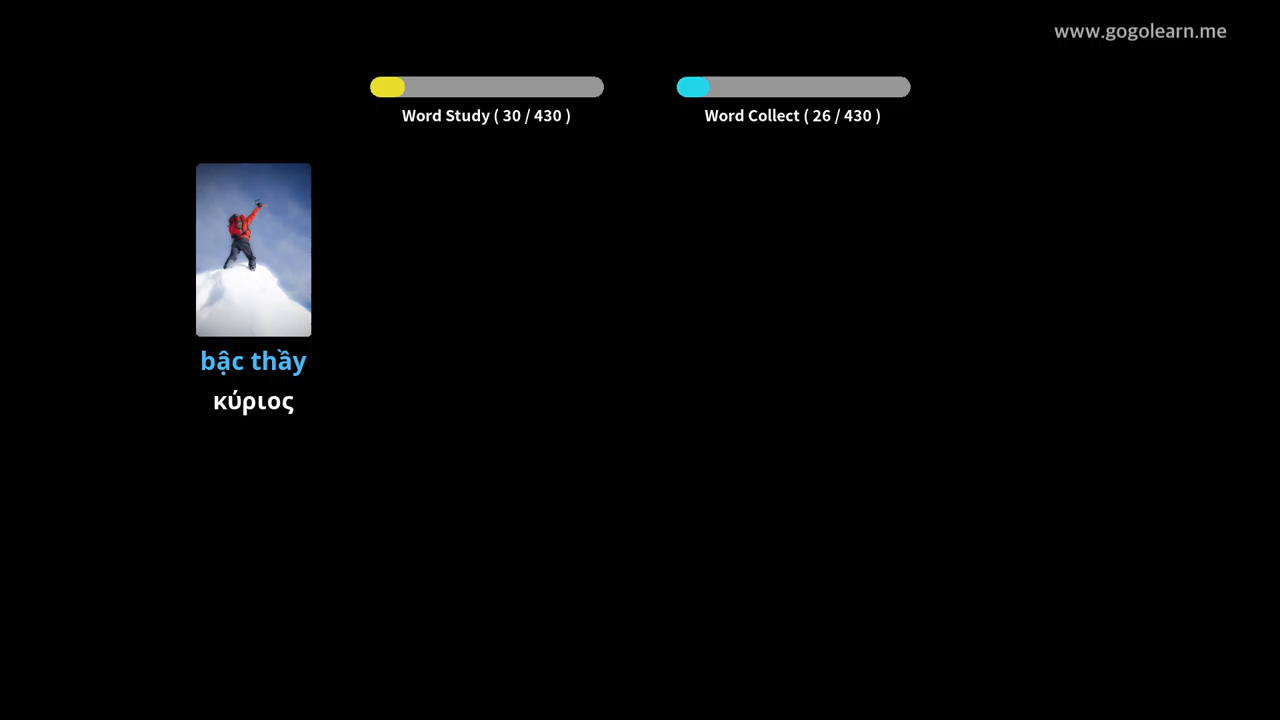 www.gogolearn.me
Word Study ( 30 / 430 )
Word Collect ( 26 / 430 )
bậc thầy
κύριος